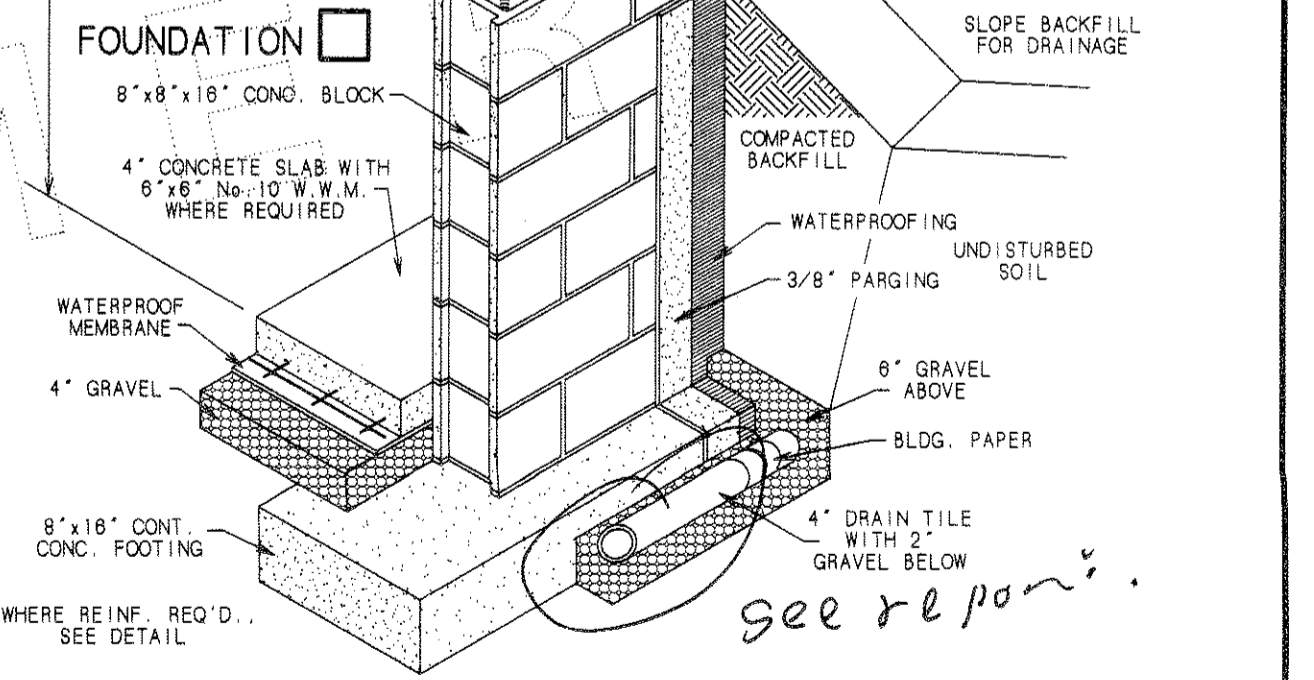 SLOPE BACKFILL
FOR DRAINAGE
FOUNDATION
8"x8"x16" CONC. BLOCK
4" CONCRETE SLAB WITH
6"x6" No. 10 W.W.M.
WHERE REQUIRED
COMPACTED
BACKFILL
WATERPROOFING
UNDISTURBED
SOIL
3/8" PARGING
WATERPROOF
MEMBRANE
4" GRAVEL
6" GRAVEL
ABOVE
BLDG. PAPER
8"x16" CONT.
CONC. FOOTING
4" DRAIN TILE
WITH 2"
GRAVEL BELOW
WHERE REINF. REQ'D.,
SEE DETAIL
see